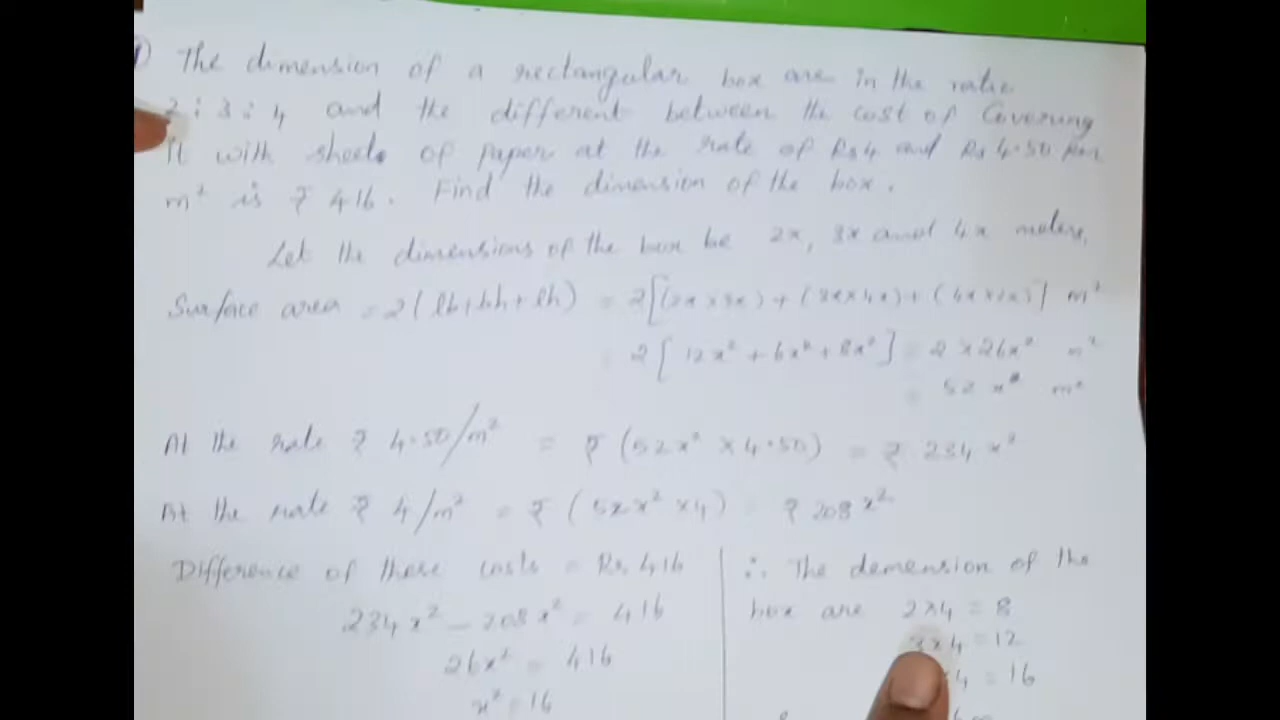 1) The dimension of a rectangular box are in the ratio
2 : 3 : 4 and the different between the cost of Covering
it with sheets of paper at the rate of Rs 4 and Rs 4.50 per
m² is ₹ 416. Find the dimension of the box.
Let the dimensions of the box be 2x, 3x and 4x meters,
Surface area = 2(lb+bh+lh) = 2[(2x×3x)+(3x×4x)+(4x×2x)] m²
= 2[12x²+6x²+8x²] = 2×26x² m²
= 52x² m²
At the rate ₹ 4.50/m² = ₹ (52x² ×4.50) = ₹ 234x²
At the rate ₹ 4/m² = ₹ (52x² ×4) = ₹ 208x²
Difference of these costs = Rs. 416
234x² – 208x² = 416
26x² = 416
x² = 16
∴ The demension of the
box are 2×4 = 8
3×4 = 12
×4 = 16